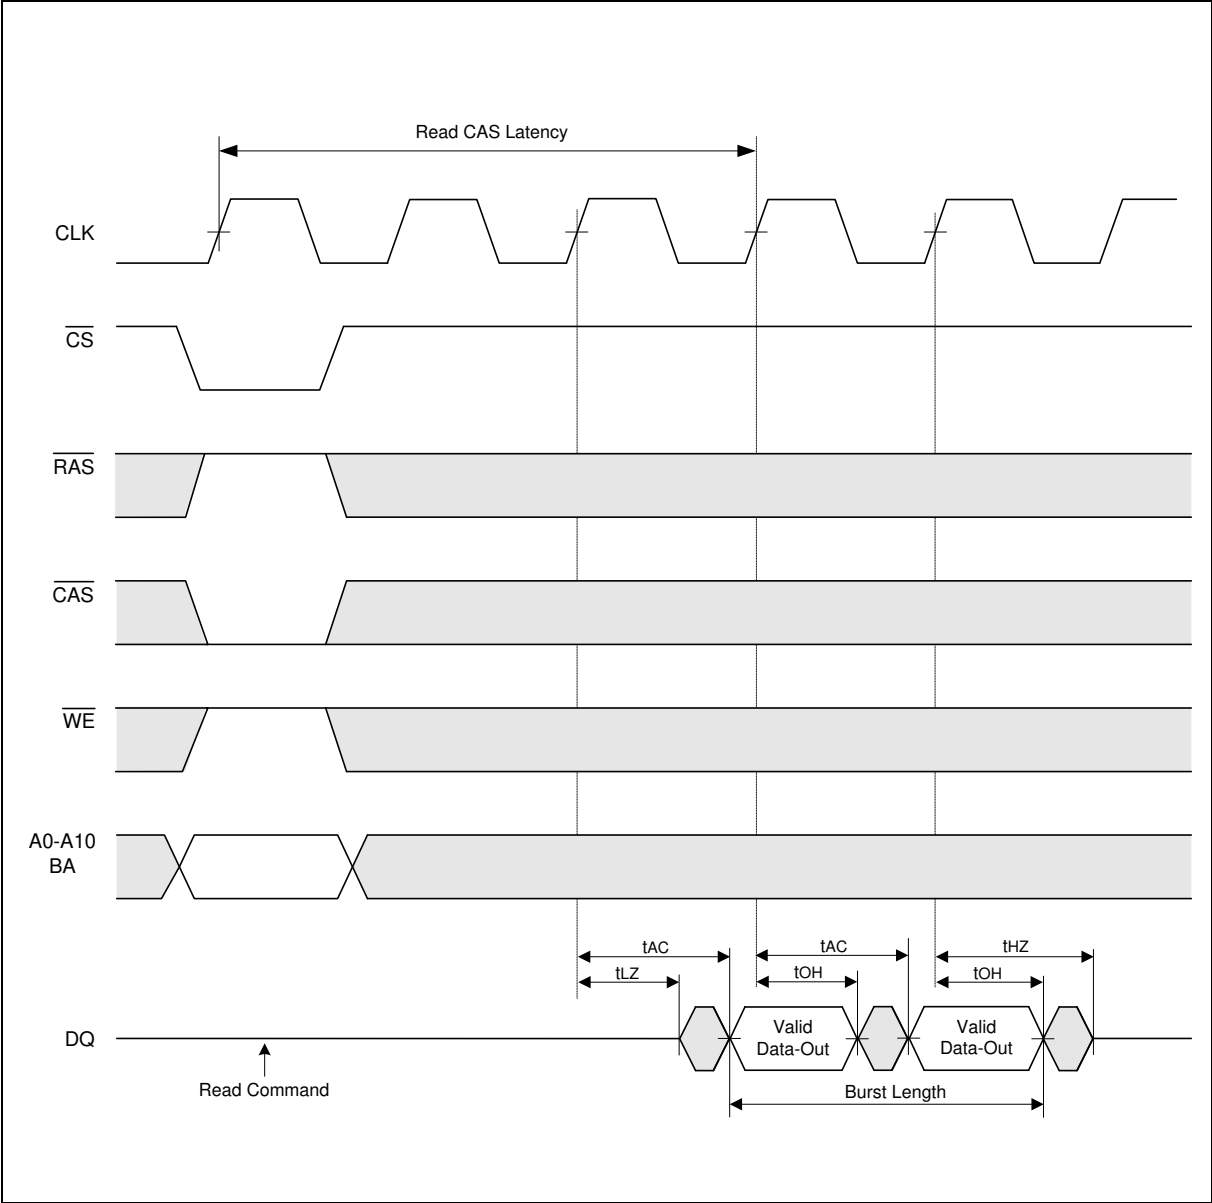 Read CAS Latency
CLK
CS
RAS
CAS
WE
A0-A10
BA
tAC
tAC
tHZ
tLZ
tOH
tOH
DQ
Valid
Data-Out
Valid
Data-Out
Read Command
Burst Length